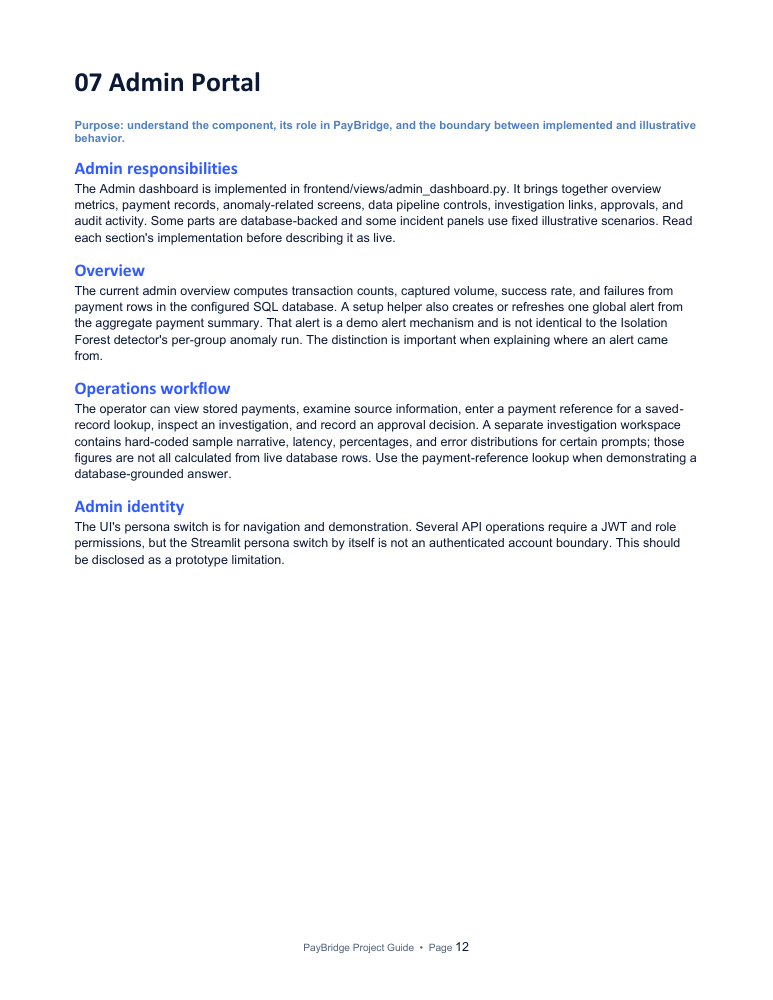 07 Admin Portal
Purpose: understand the component, its role in PayBridge, and the boundary between implemented and illustrative
behavior.
Admin responsibilities
The Admin dashboard is implemented in frontend/views/admin_dashboard.py. It brings together overview
metrics, payment records, anomaly-related screens, data pipeline controls, investigation links, approvals, and
audit activity. Some parts are database-backed and some incident panels use fixed illustrative scenarios. Read
each section's implementation before describing it as live.
Overview
The current admin overview computes transaction counts, captured volume, success rate, and failures from
payment rows in the configured SQL database. A setup helper also creates or refreshes one global alert from
the aggregate payment summary. That alert is a demo alert mechanism and is not identical to the Isolation
Forest detector's per-group anomaly run. The distinction is important when explaining where an alert came
from.
Operations workflow
The operator can view stored payments, examine source information, enter a payment reference for a saved-
record lookup, inspect an investigation, and record an approval decision. A separate investigation workspace
contains hard-coded sample narrative, latency, percentages, and error distributions for certain prompts; those
figures are not all calculated from live database rows. Use the payment-reference lookup when demonstrating a
database-grounded answer.
Admin identity
The UI's persona switch is for navigation and demonstration. Several API operations require a JWT and role
permissions, but the Streamlit persona switch by itself is not an authenticated account boundary. This should
be disclosed as a prototype limitation.
PayBridge Project Guide • Page 12